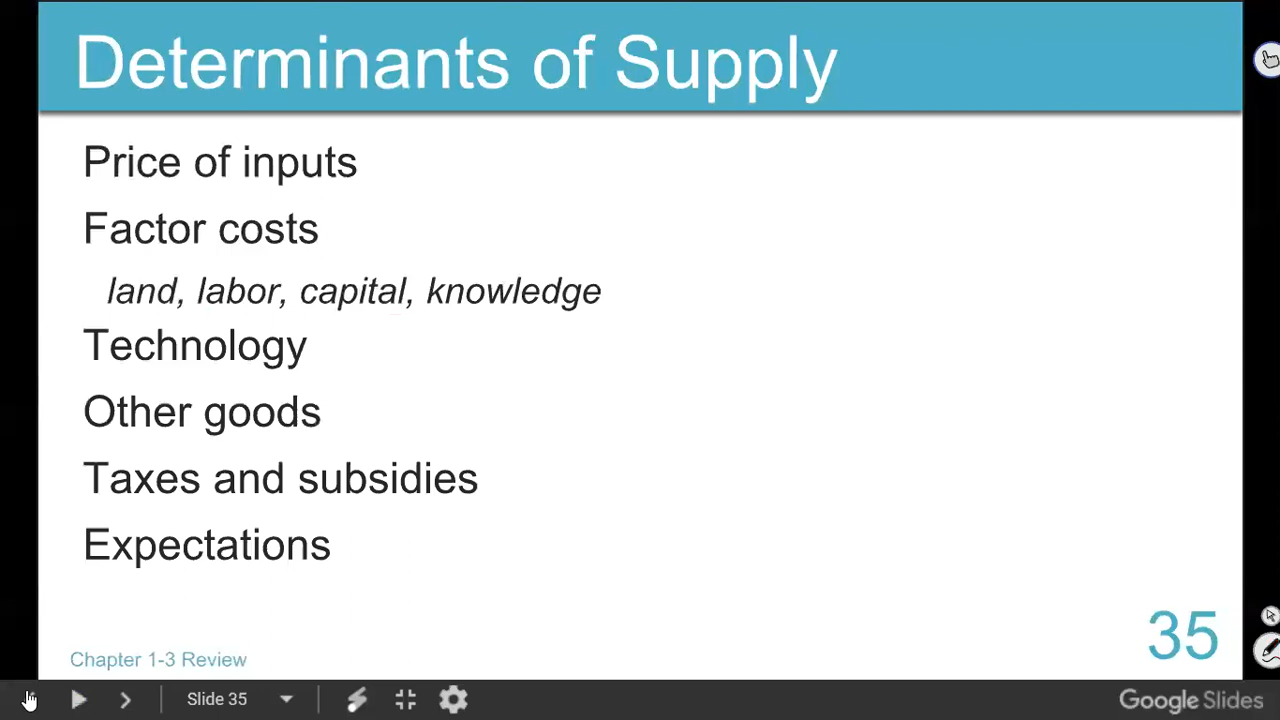 Determinants of Supply
Price of inputs
Factor costs
land, labor, capital, knowledge
Technology
Other goods
Taxes and subsidies
Expectations
35
Chapter 1-3 Review
Slide 35
Google Slides